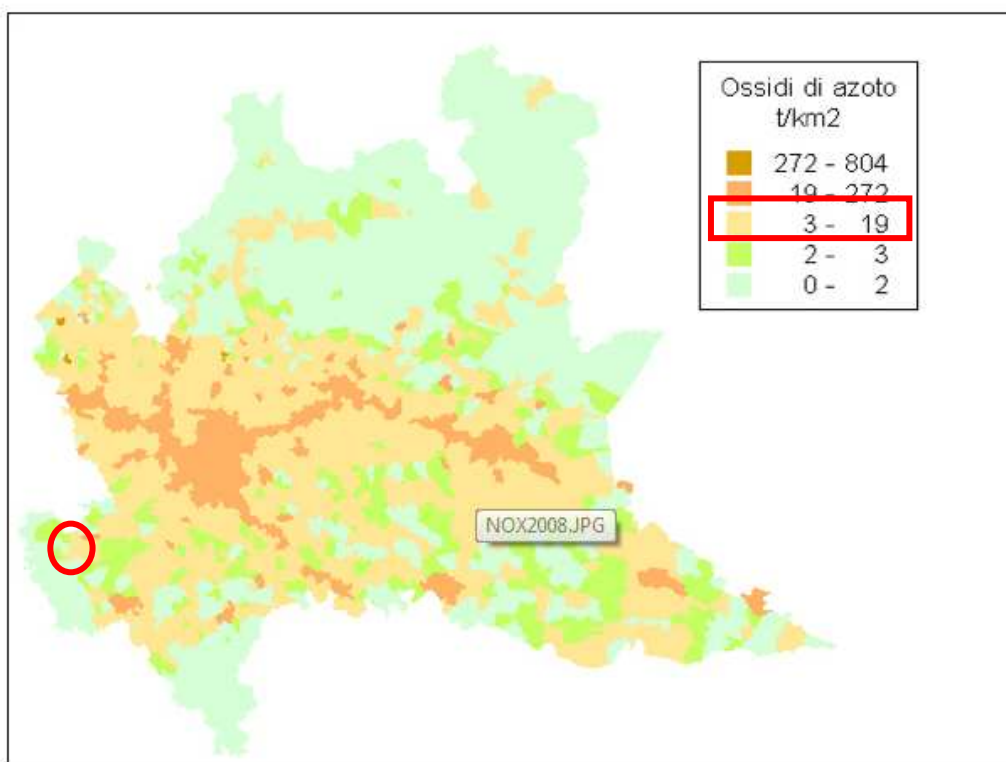 Ossidi di azoto
t/km2
272 - 804
19 - 272
3 - 19
2 - 3
0 - 2
NOX2008.JPG